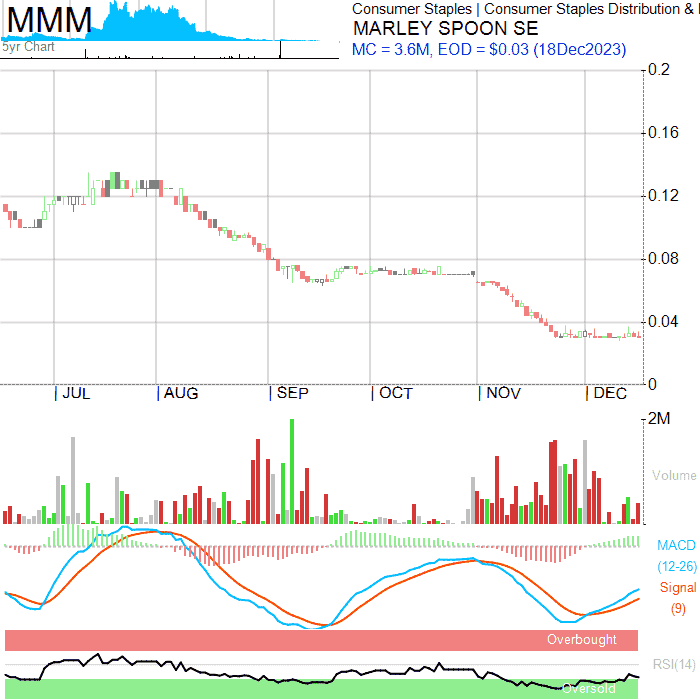 MMM
5yr Chart
Consumer Staples | Consumer Staples Distribution &
MARLEY SPOON SE
MC = 3.6M, EOD = $0.03 (18Dec2023)
0.2
0.16
0.12
0.08
0.04
0
JUL AUG SEP OCT NOV DEC
2M
Volume
MACD
(12-26)
Signal
(9)
Overbought
RSI(14)
Oversold